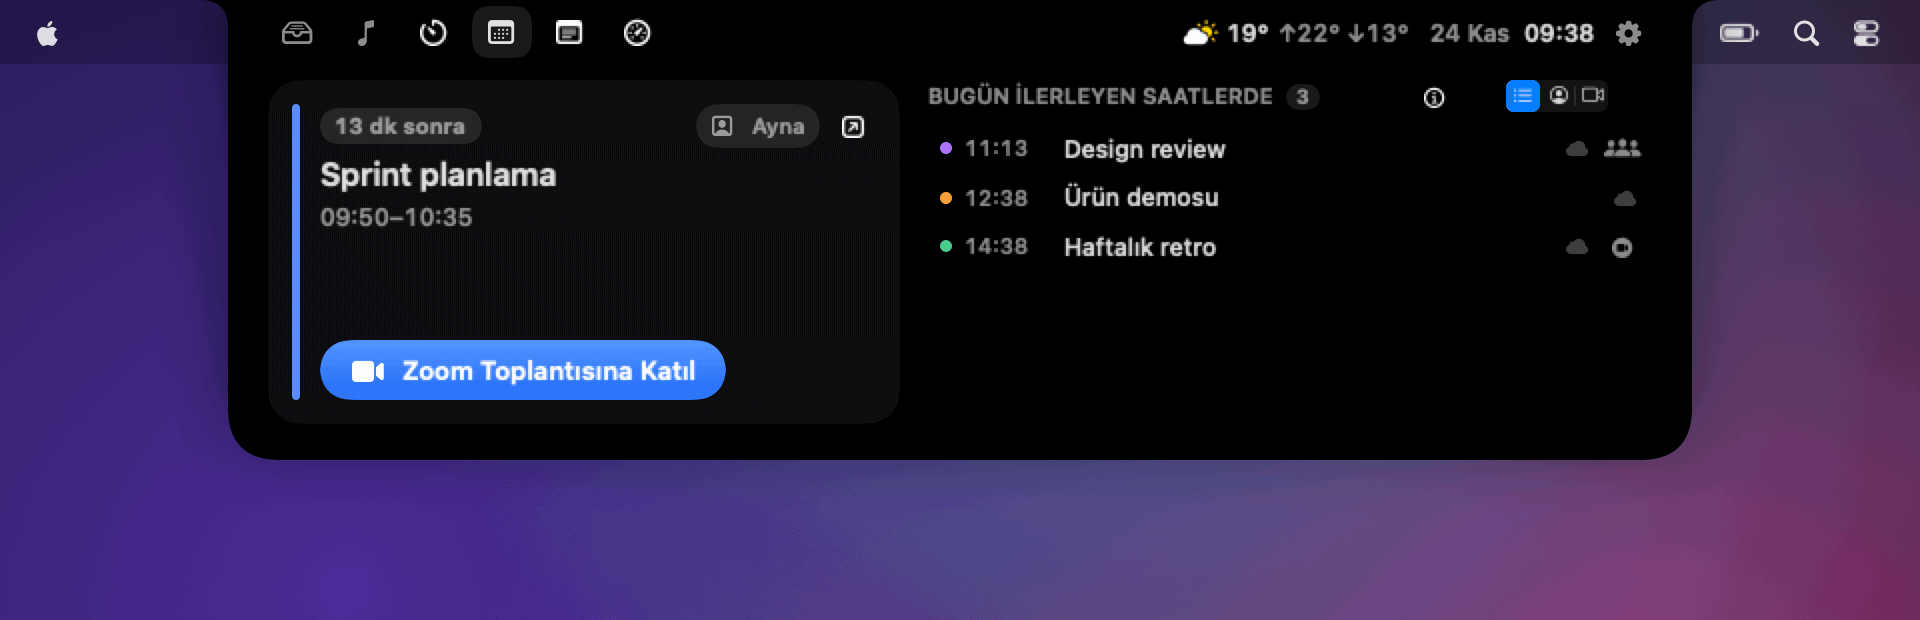 19° ↑22° ↓13° 24 Kas 09:38
13 dk sonra
Ayna
Sprint planlama
09:50–10:35
Zoom Toplantısına Katıl
BUGÜN İLERLEYEN SAATLERDE 3
11:13 Design review
12:38 Ürün demosu
14:38 Haftalık retro